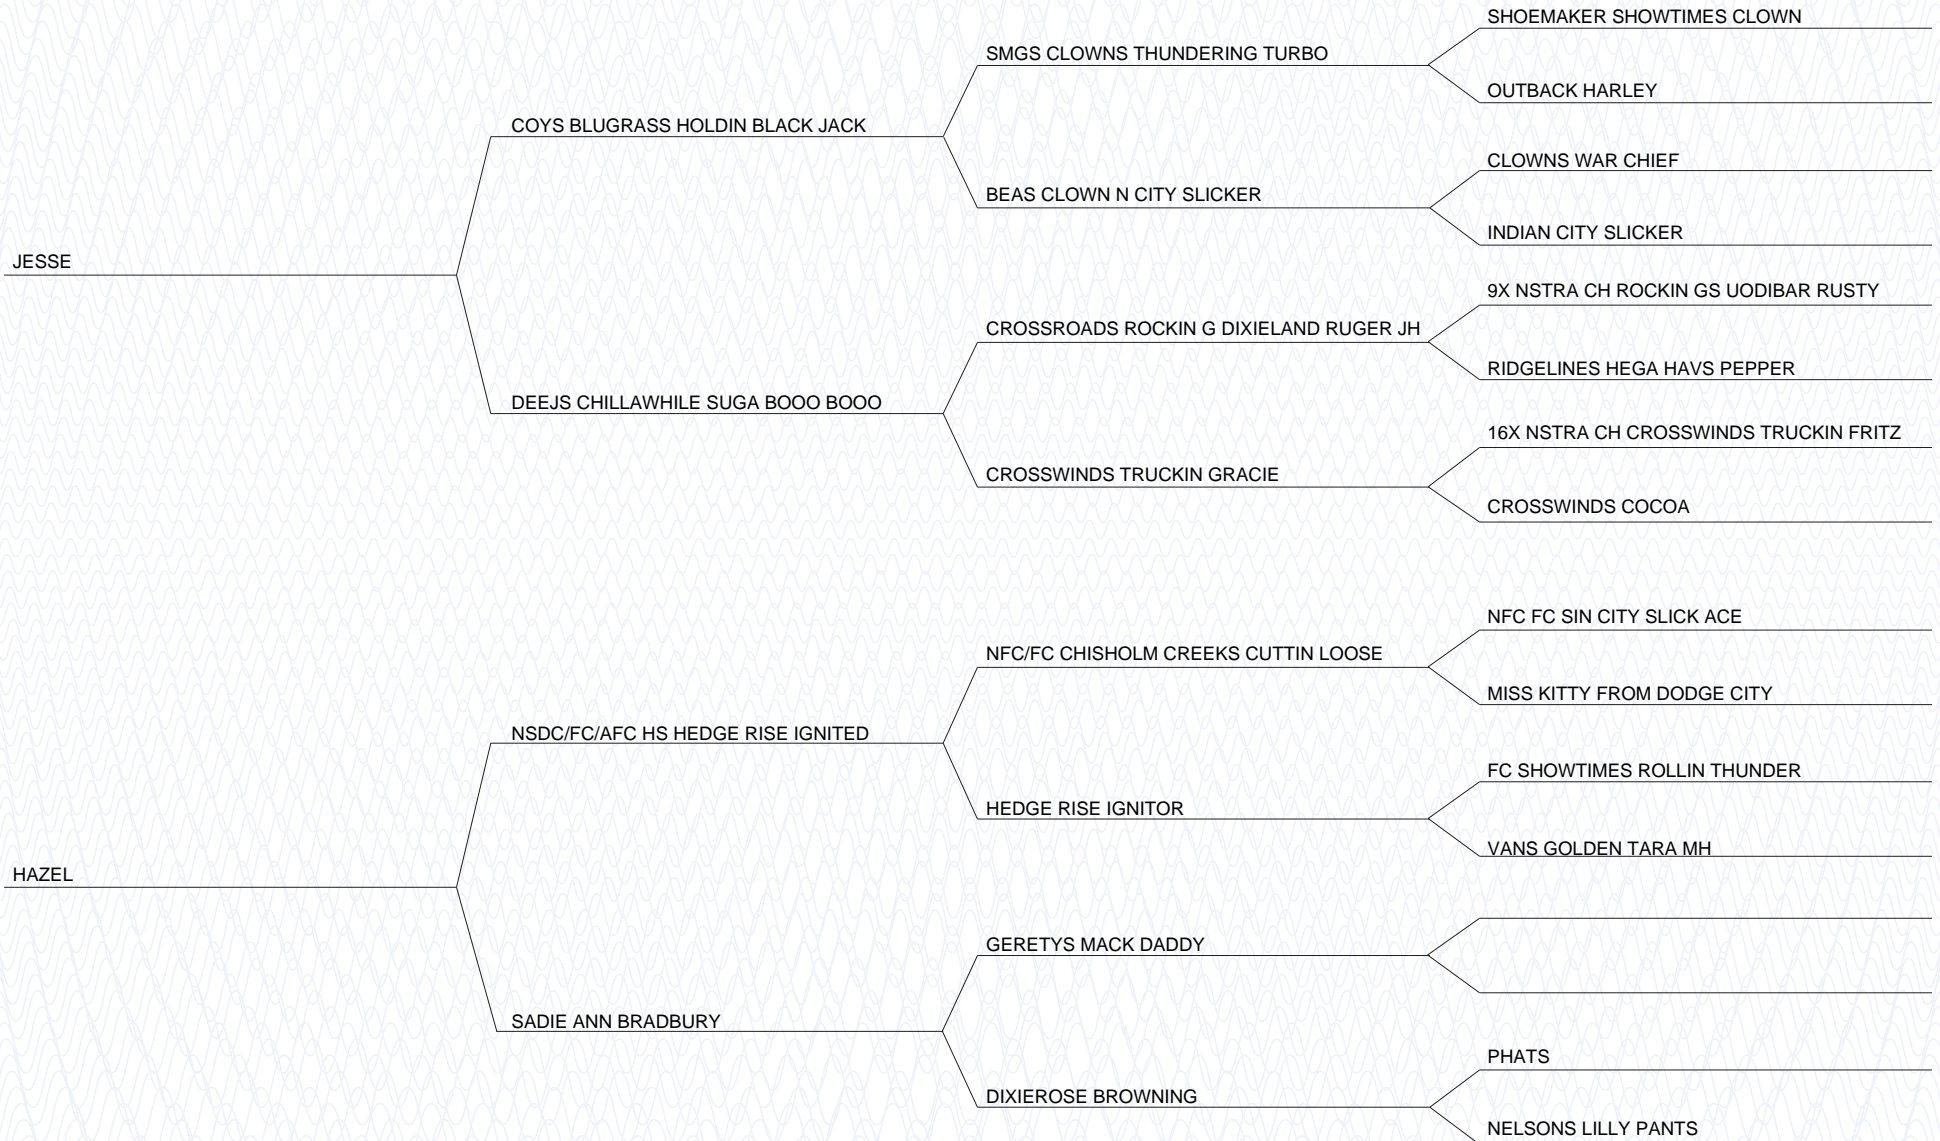 SHOEMAKER SHOWTIMES CLOWN
SMGS CLOWNS THUNDERING TURBO
OUTBACK HARLEY
COYS BLUGRASS HOLDIN BLACK JACK
CLOWNS WAR CHIEF
BEAS CLOWN N CITY SLICKER
INDIAN CITY SLICKER
JESSE
9X NSTRA CH ROCKIN GS UODIBAR RUSTY
CROSSROADS ROCKIN G DIXIELAND RUGER JH
RIDGELINES HEGA HAVS PEPPER
DEEJS CHILLAWHILE SUGA BOOO BOOO
16X NSTRA CH CROSSWINDS TRUCKIN FRITZ
CROSSWINDS TRUCKIN GRACIE
CROSSWINDS COCOA
NFC FC SIN CITY SLICK ACE
NFC/FC CHISHOLM CREEKS CUTTIN LOOSE
MISS KITTY FROM DODGE CITY
NSDC/FC/AFC HS HEDGE RISE IGNITED
FC SHOWTIMES ROLLIN THUNDER
HEDGE RISE IGNITOR
VANS GOLDEN TARA MH
HAZEL
GERETYS MACK DADDY
SADIE ANN BRADBURY
PHATS
DIXIEROSE BROWNING
NELSONS LILLY PANTS